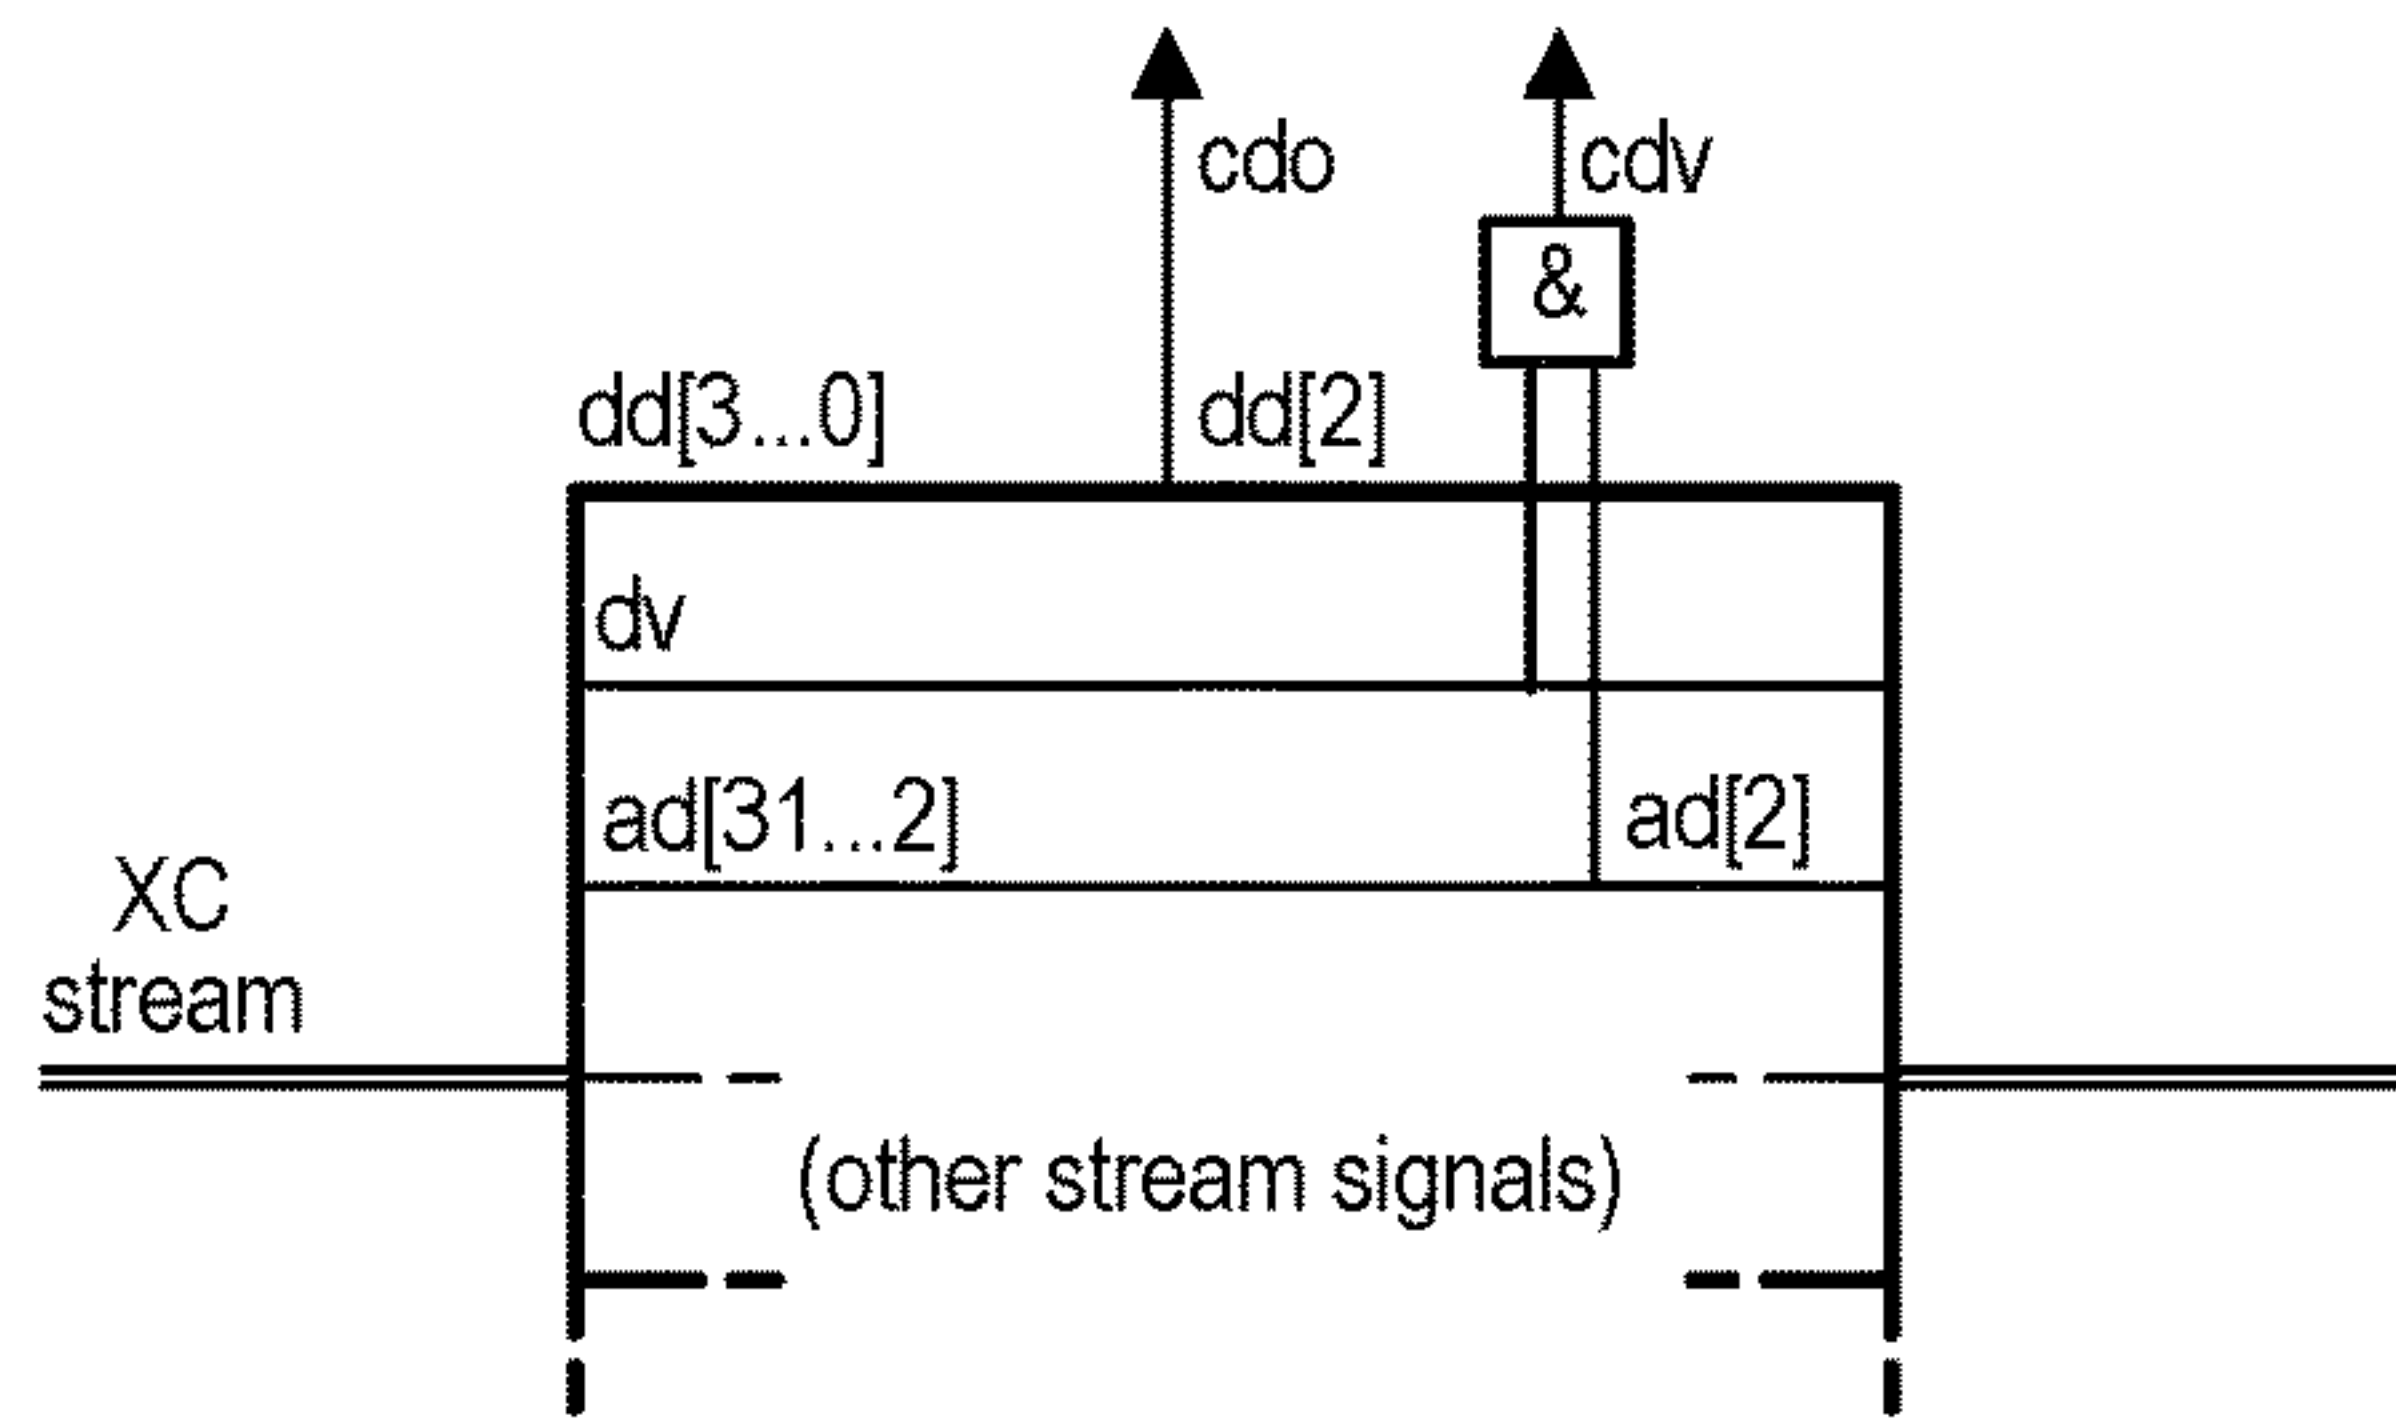 cdo cdv
&
dd[3...0] dd[2]
dv
ad[31...2] ad[2]
XC
stream
(other stream signals)